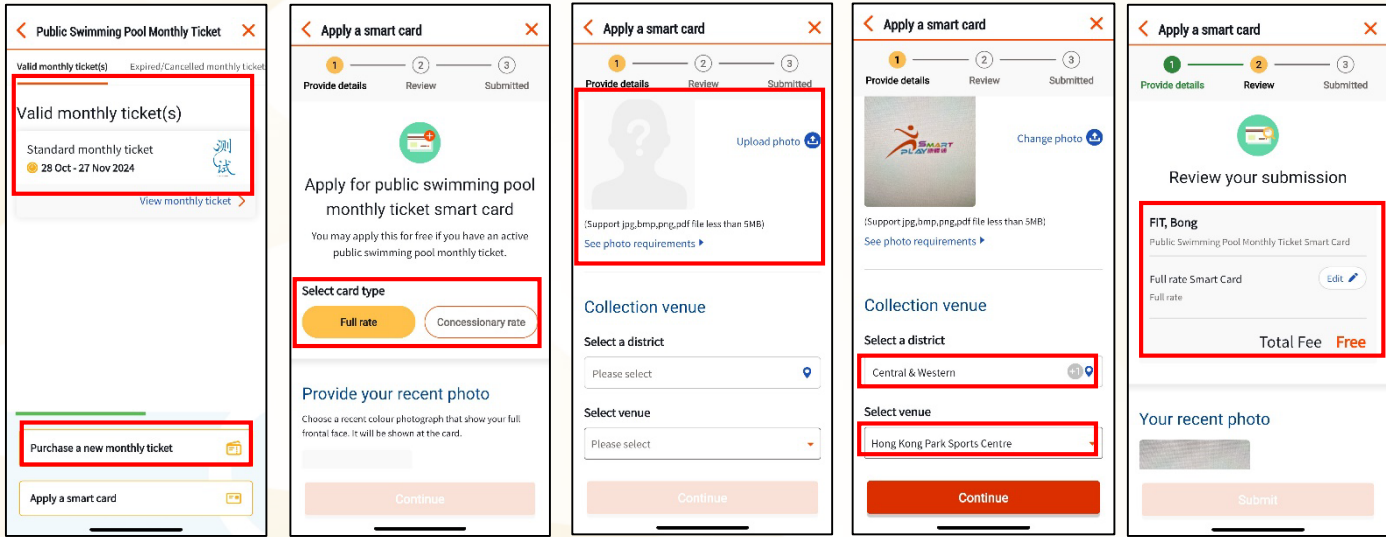 Public Swimming Pool Monthly Ticket
Valid monthly ticket(s)
Expired/Cancelled monthly ticket
Valid monthly ticket(s)
Standard monthly ticket
28 Oct - 27 Nov 2024
测试
View monthly ticket
Purchase a new monthly ticket
Apply a smart card
Apply a smart card
1
2
3
Provide details
Review
Submitted
Apply for public swimming pool
monthly ticket smart card
You may apply this for free if you have an active
public swimming pool monthly ticket.
Select card type
Full rate
Concessionary rate
Provide your recent photo
Choose a recent colour photograph that show your full
frontal face. It will be shown at the card.
Continue
Apply a smart card
1
2
3
Provide details
Review
Submitted
?
Upload photo
(Support jpg,bmp,png,pdf file less than 5MB)
See photo requirements
Collection venue
Select a district
Please select
Select venue
Please select
Continue
Apply a smart card
1
2
3
Provide details
Review
Submitted
SMART
PLAY
Change photo
(Support jpg,bmp,png,pdf file less than 5MB)
See photo requirements
Collection venue
Select a district
Central & Western
+3
Select venue
Hong Kong Park Sports Centre
Continue
Apply a smart card
1
2
3
Provide details
Review
Submitted
Review your submission
FIT, Bong
Public Swimming Pool Monthly Ticket Smart Card
Full rate Smart Card
Edit
Full rate
Total Fee Free
Your recent photo
Submit